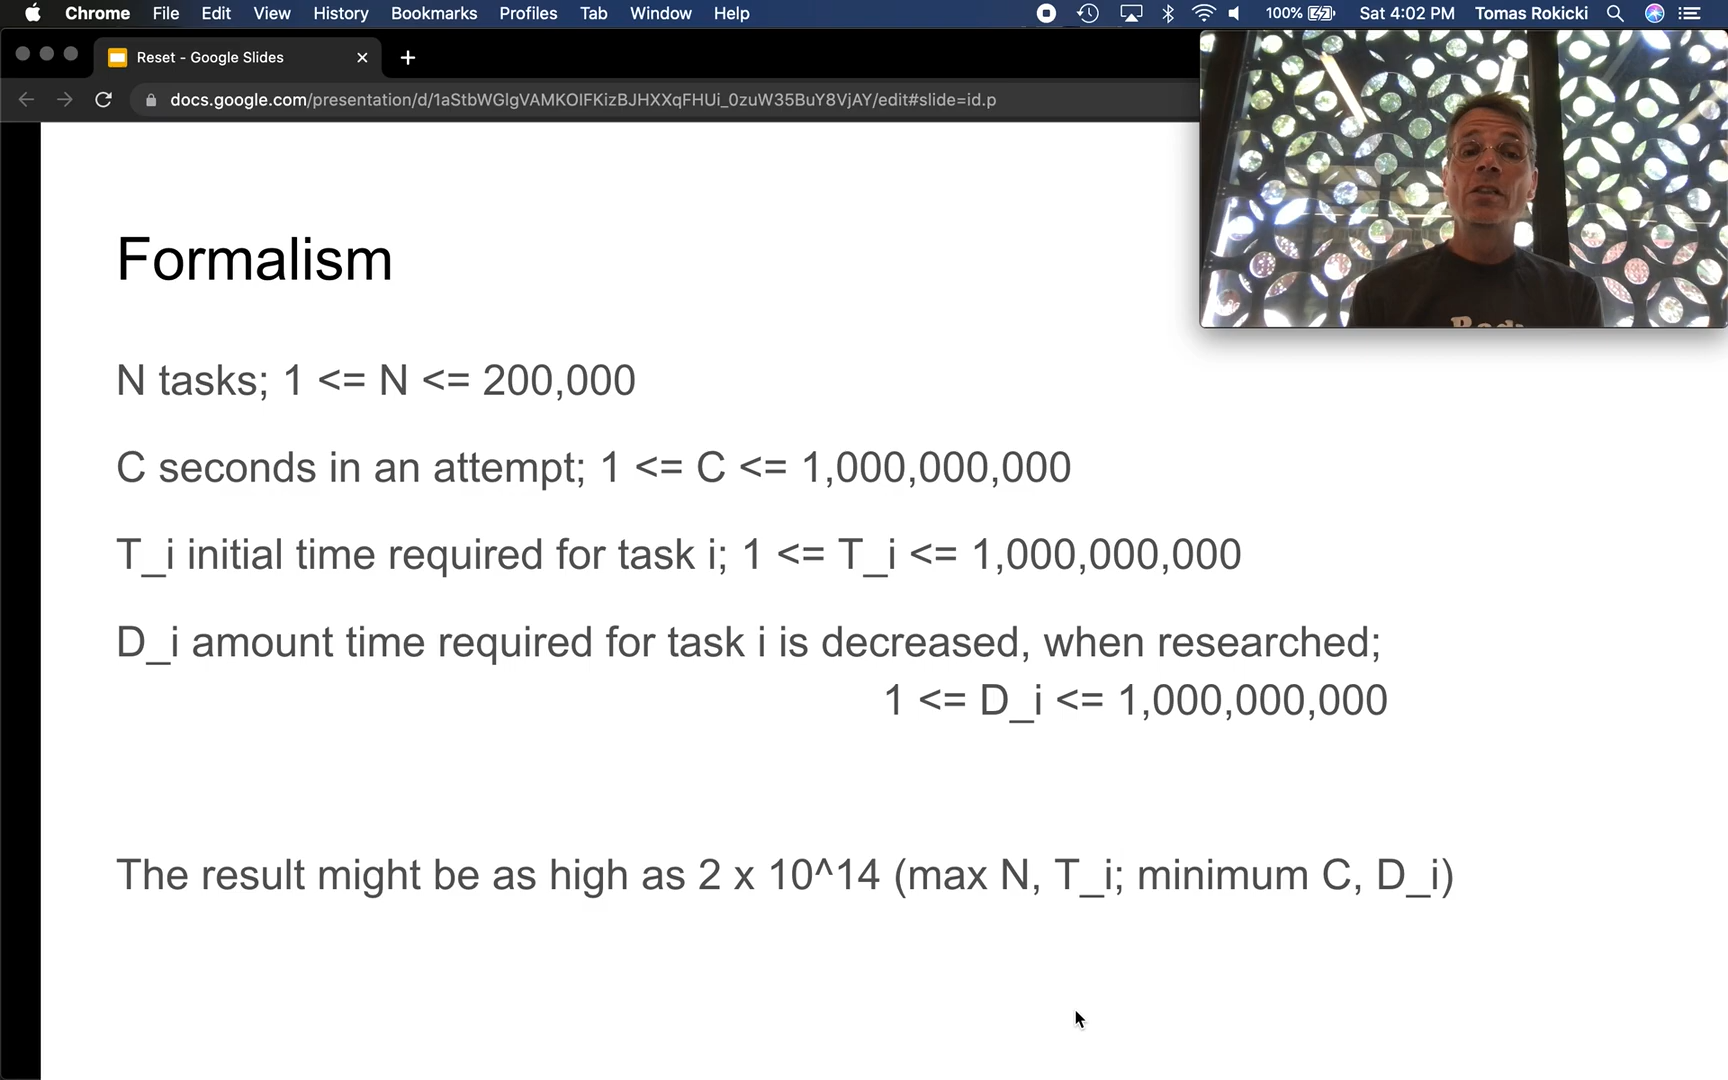 Chrome File Edit View History Bookmarks Profiles Tab Window Help 100% Sat 4:02 PM Tomas Rokicki
Reset - Google Slides
docs.google.com/presentation/d/1aStbWGlgVAMKOIFKizBJHXXqFHUi_0zuW35BuY8VjAY/edit#slide=id.p
Formalism
N tasks; 1 <= N <= 200,000
C seconds in an attempt; 1 <= C <= 1,000,000,000
T_i initial time required for task i; 1 <= T_i <= 1,000,000,000
D_i amount time required for task i is decreased, when researched;
1 <= D_i <= 1,000,000,000
The result might be as high as 2 x 10^14 (max N, T_i; minimum C, D_i)